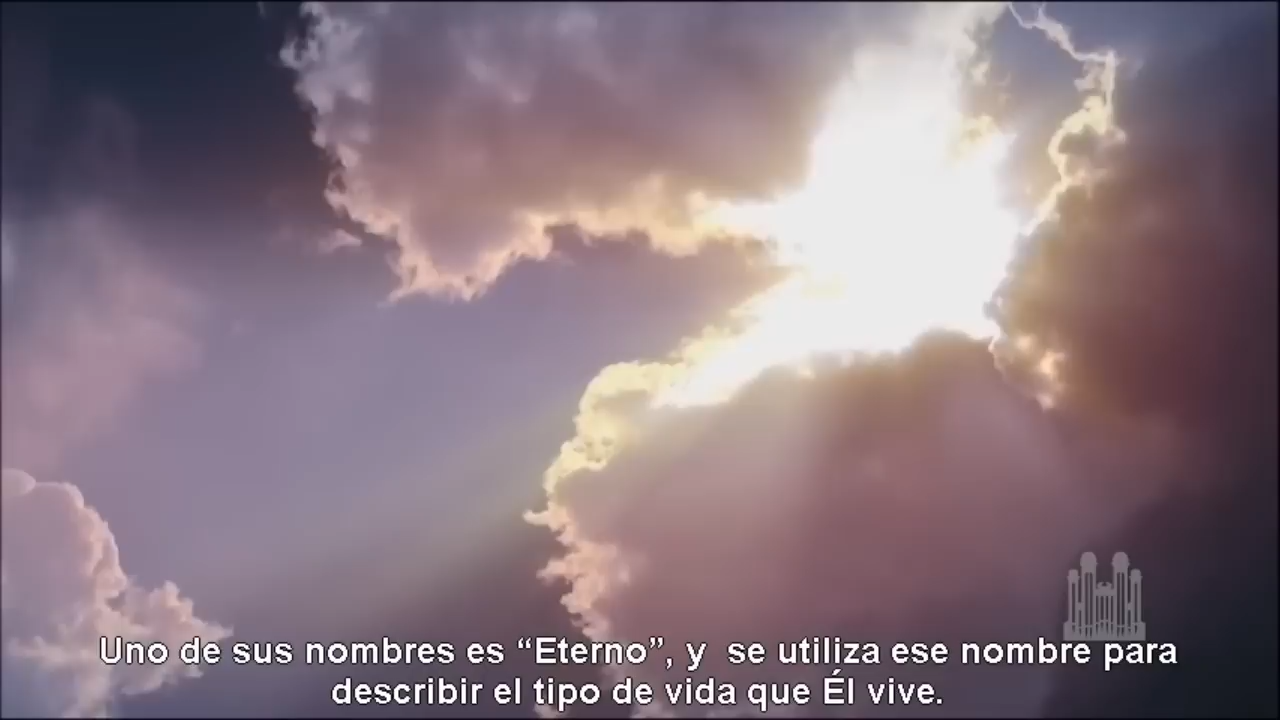 Uno de sus nombres es “Eterno”, y  se utiliza ese nombre para
describir el tipo de vida que Él vive.